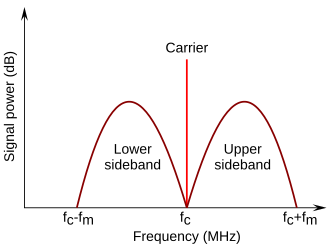 Carrier
Signal power (dB)
Lower
sideband
Upper
sideband
fc-fm
fc
fc+fm
Frequency (MHz)